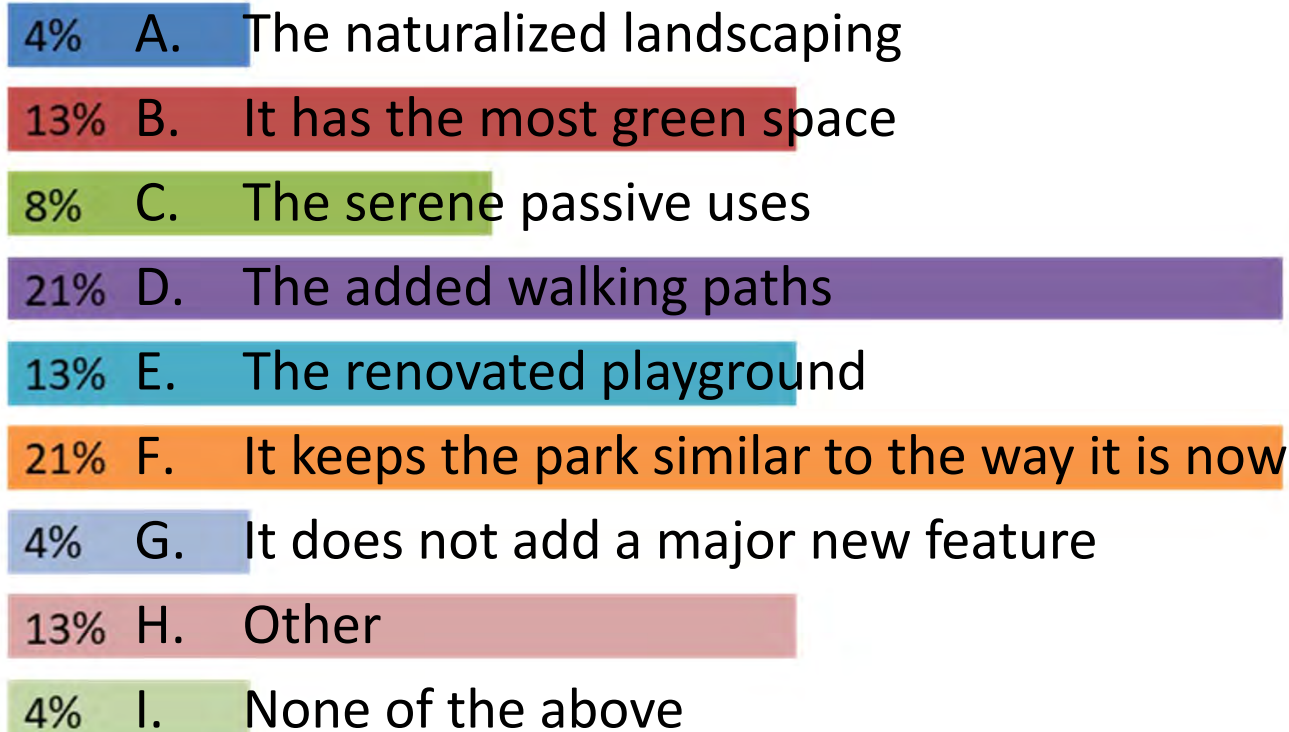 4% A. The naturalized landscaping
13% B. It has the most green space
8% C. The serene passive uses
21% D. The added walking paths
13% E. The renovated playground
21% F. It keeps the park similar to the way it is now
4% G. It does not add a major new feature
13% H. Other
4% I. None of the above